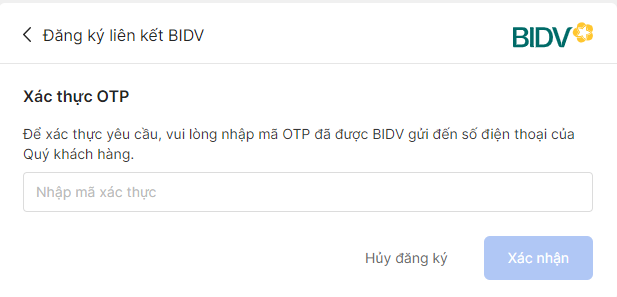 Đăng ký liên kết BIDV
BIDV
Xác thực OTP
Để xác thực yêu cầu, vui lòng nhập mã OTP đã được BIDV gửi đến số điện thoại của
Quý khách hàng.
Nhập mã xác thực
Hủy đăng ký
Xác nhận